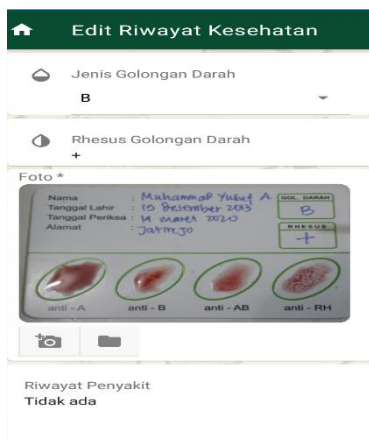 Edit Riwayat Kesehatan
Jenis Golongan Darah
B
Rhesus Golongan Darah
+
Foto *
Nama : Muhammad Yusuf A.
Tanggal Lahir : 15 Desember 2013
Tanggal Periksa : 14 maret 2020
Alamat : Jatirejo
GOL. DARAH
B
RHESUS
+
anti - A anti - B anti - AB anti - RH
Riwayat Penyakit
Tidak ada